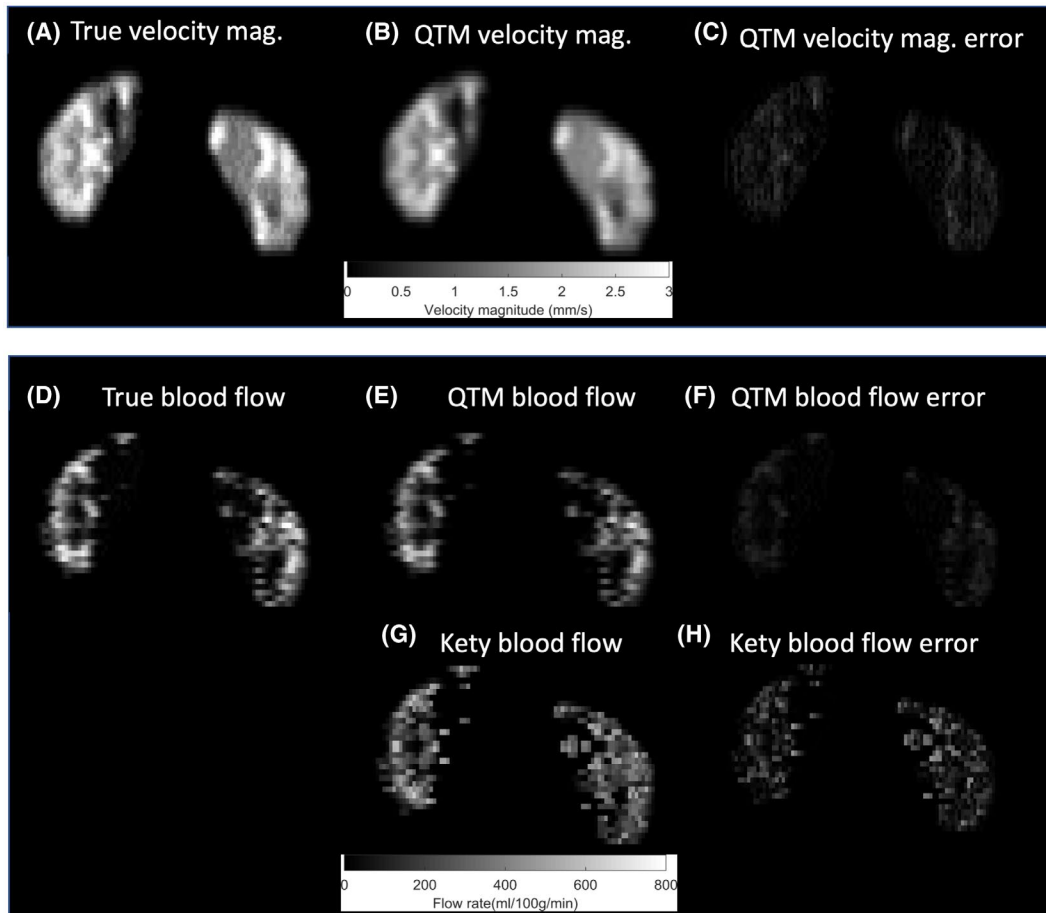 (A) True velocity mag.
(B) QTM velocity mag.
(C) QTM velocity mag. error
0 0.5 1 1.5 2 2.5 3
Velocity magnitude (mm/s)
(D) True blood flow
(E) QTM blood flow
(F) QTM blood flow error
(G) Kety blood flow
(H) Kety blood flow error
0 200 400 600 800
Flow rate(ml/100g/min)